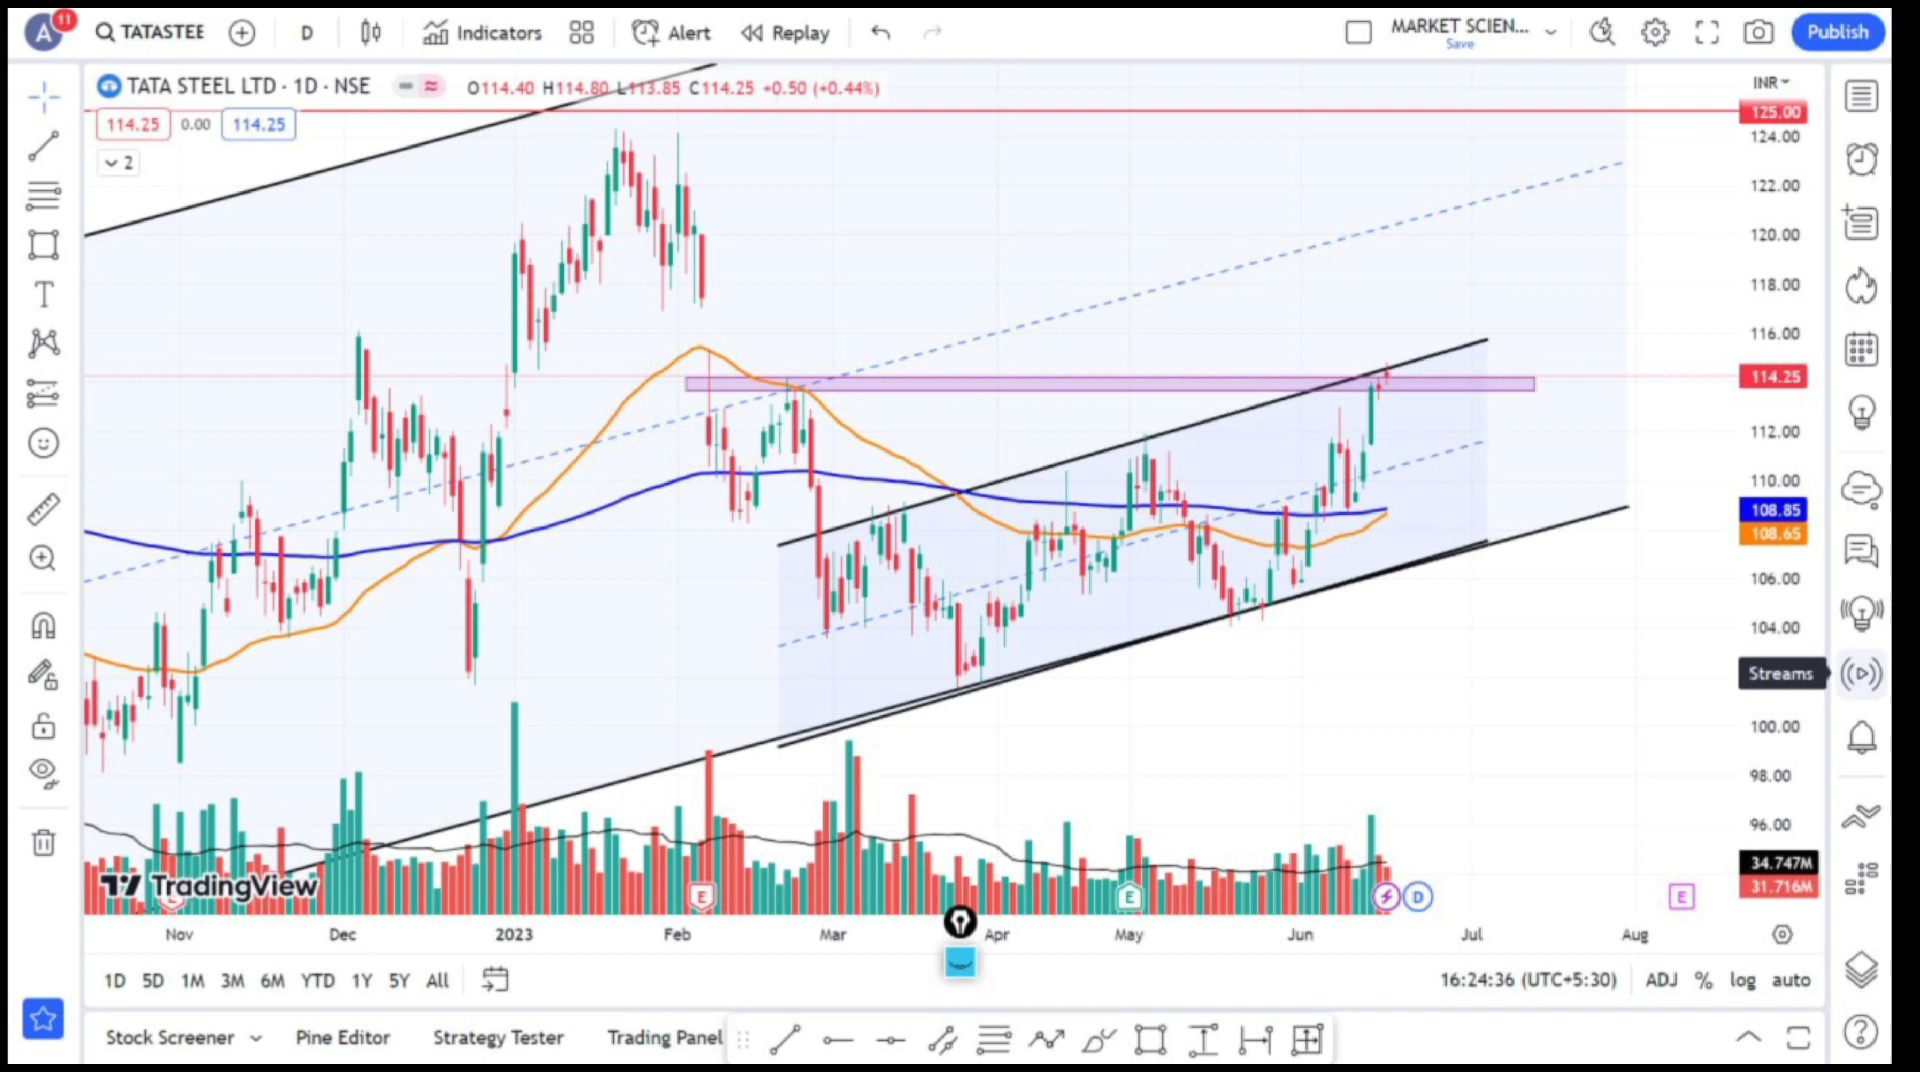 A 11 TATASTEE D Indicators Alert Replay MARKET SCIEN... Save Publish
TATA STEEL LTD · 1D · NSE O114.40 H114.80 L113.85 C114.25 +0.50 (+0.44%) INR
114.25 0.00 114.25
2
125.00
124.00
122.00
120.00
118.00
116.00
114.25
112.00
110.00
108.85
108.65
106.00
104.00
Streams
100.00
98.00
96.00
34.747M
31.716M
TradingView E E D E
Nov Dec 2023 Feb Mar Apr May Jun Jul Aug
1D 5D 1M 3M 6M YTD 1Y 5Y All 16:24:36 (UTC+5:30) ADJ % log auto
Stock Screener Pine Editor Strategy Tester Trading Panel